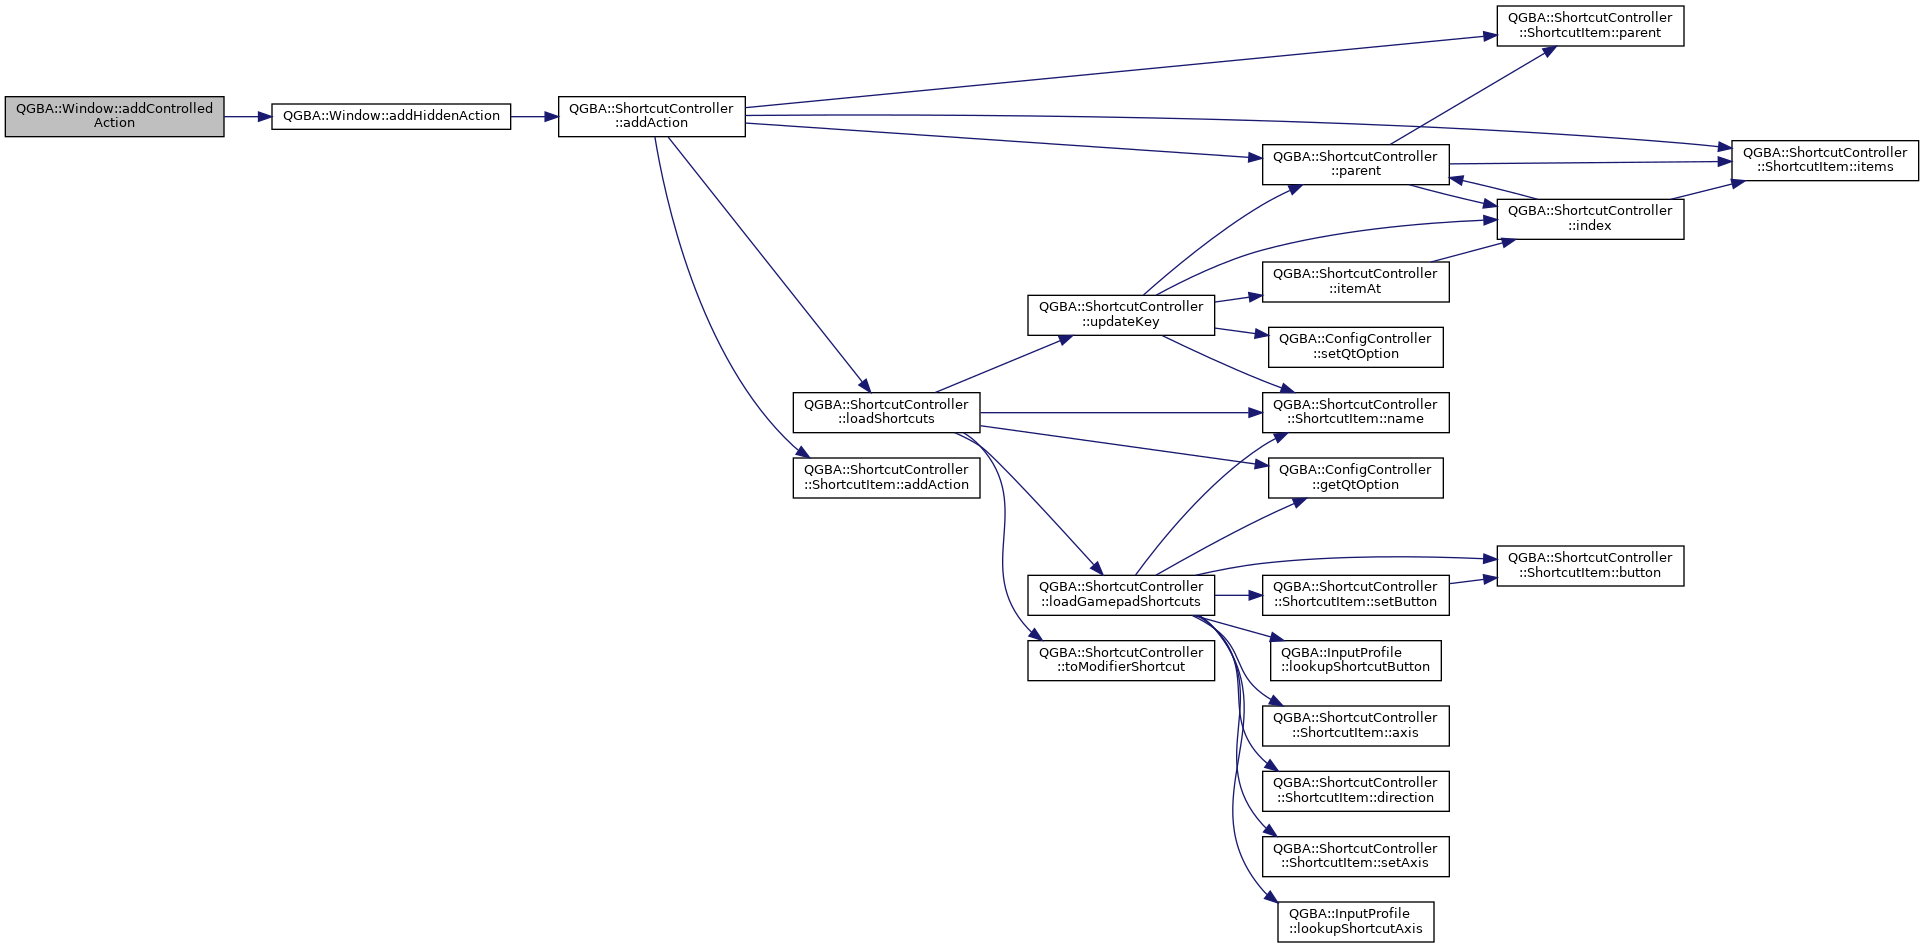 QGBA::Window::addControlled
Action
QGBA::Window::addHiddenAction
QGBA::ShortcutController
::addAction
QGBA::ShortcutController
::ShortcutItem::parent
QGBA::ShortcutController
::parent
QGBA::ShortcutController
::ShortcutItem::items
QGBA::ShortcutController
::index
QGBA::ShortcutController
::itemAt
QGBA::ShortcutController
::updateKey
QGBA::ConfigController
::setQtOption
QGBA::ShortcutController
::loadShortcuts
QGBA::ShortcutController
::ShortcutItem::name
QGBA::ShortcutController
::ShortcutItem::addAction
QGBA::ConfigController
::getQtOption
QGBA::ShortcutController
::ShortcutItem::button
QGBA::ShortcutController
::loadGamepadShortcuts
QGBA::ShortcutController
::ShortcutItem::setButton
QGBA::ShortcutController
::toModifierShortcut
QGBA::InputProfile
::lookupShortcutButton
QGBA::ShortcutController
::ShortcutItem::axis
QGBA::ShortcutController
::ShortcutItem::direction
QGBA::ShortcutController
::ShortcutItem::setAxis
QGBA::InputProfile
::lookupShortcutAxis